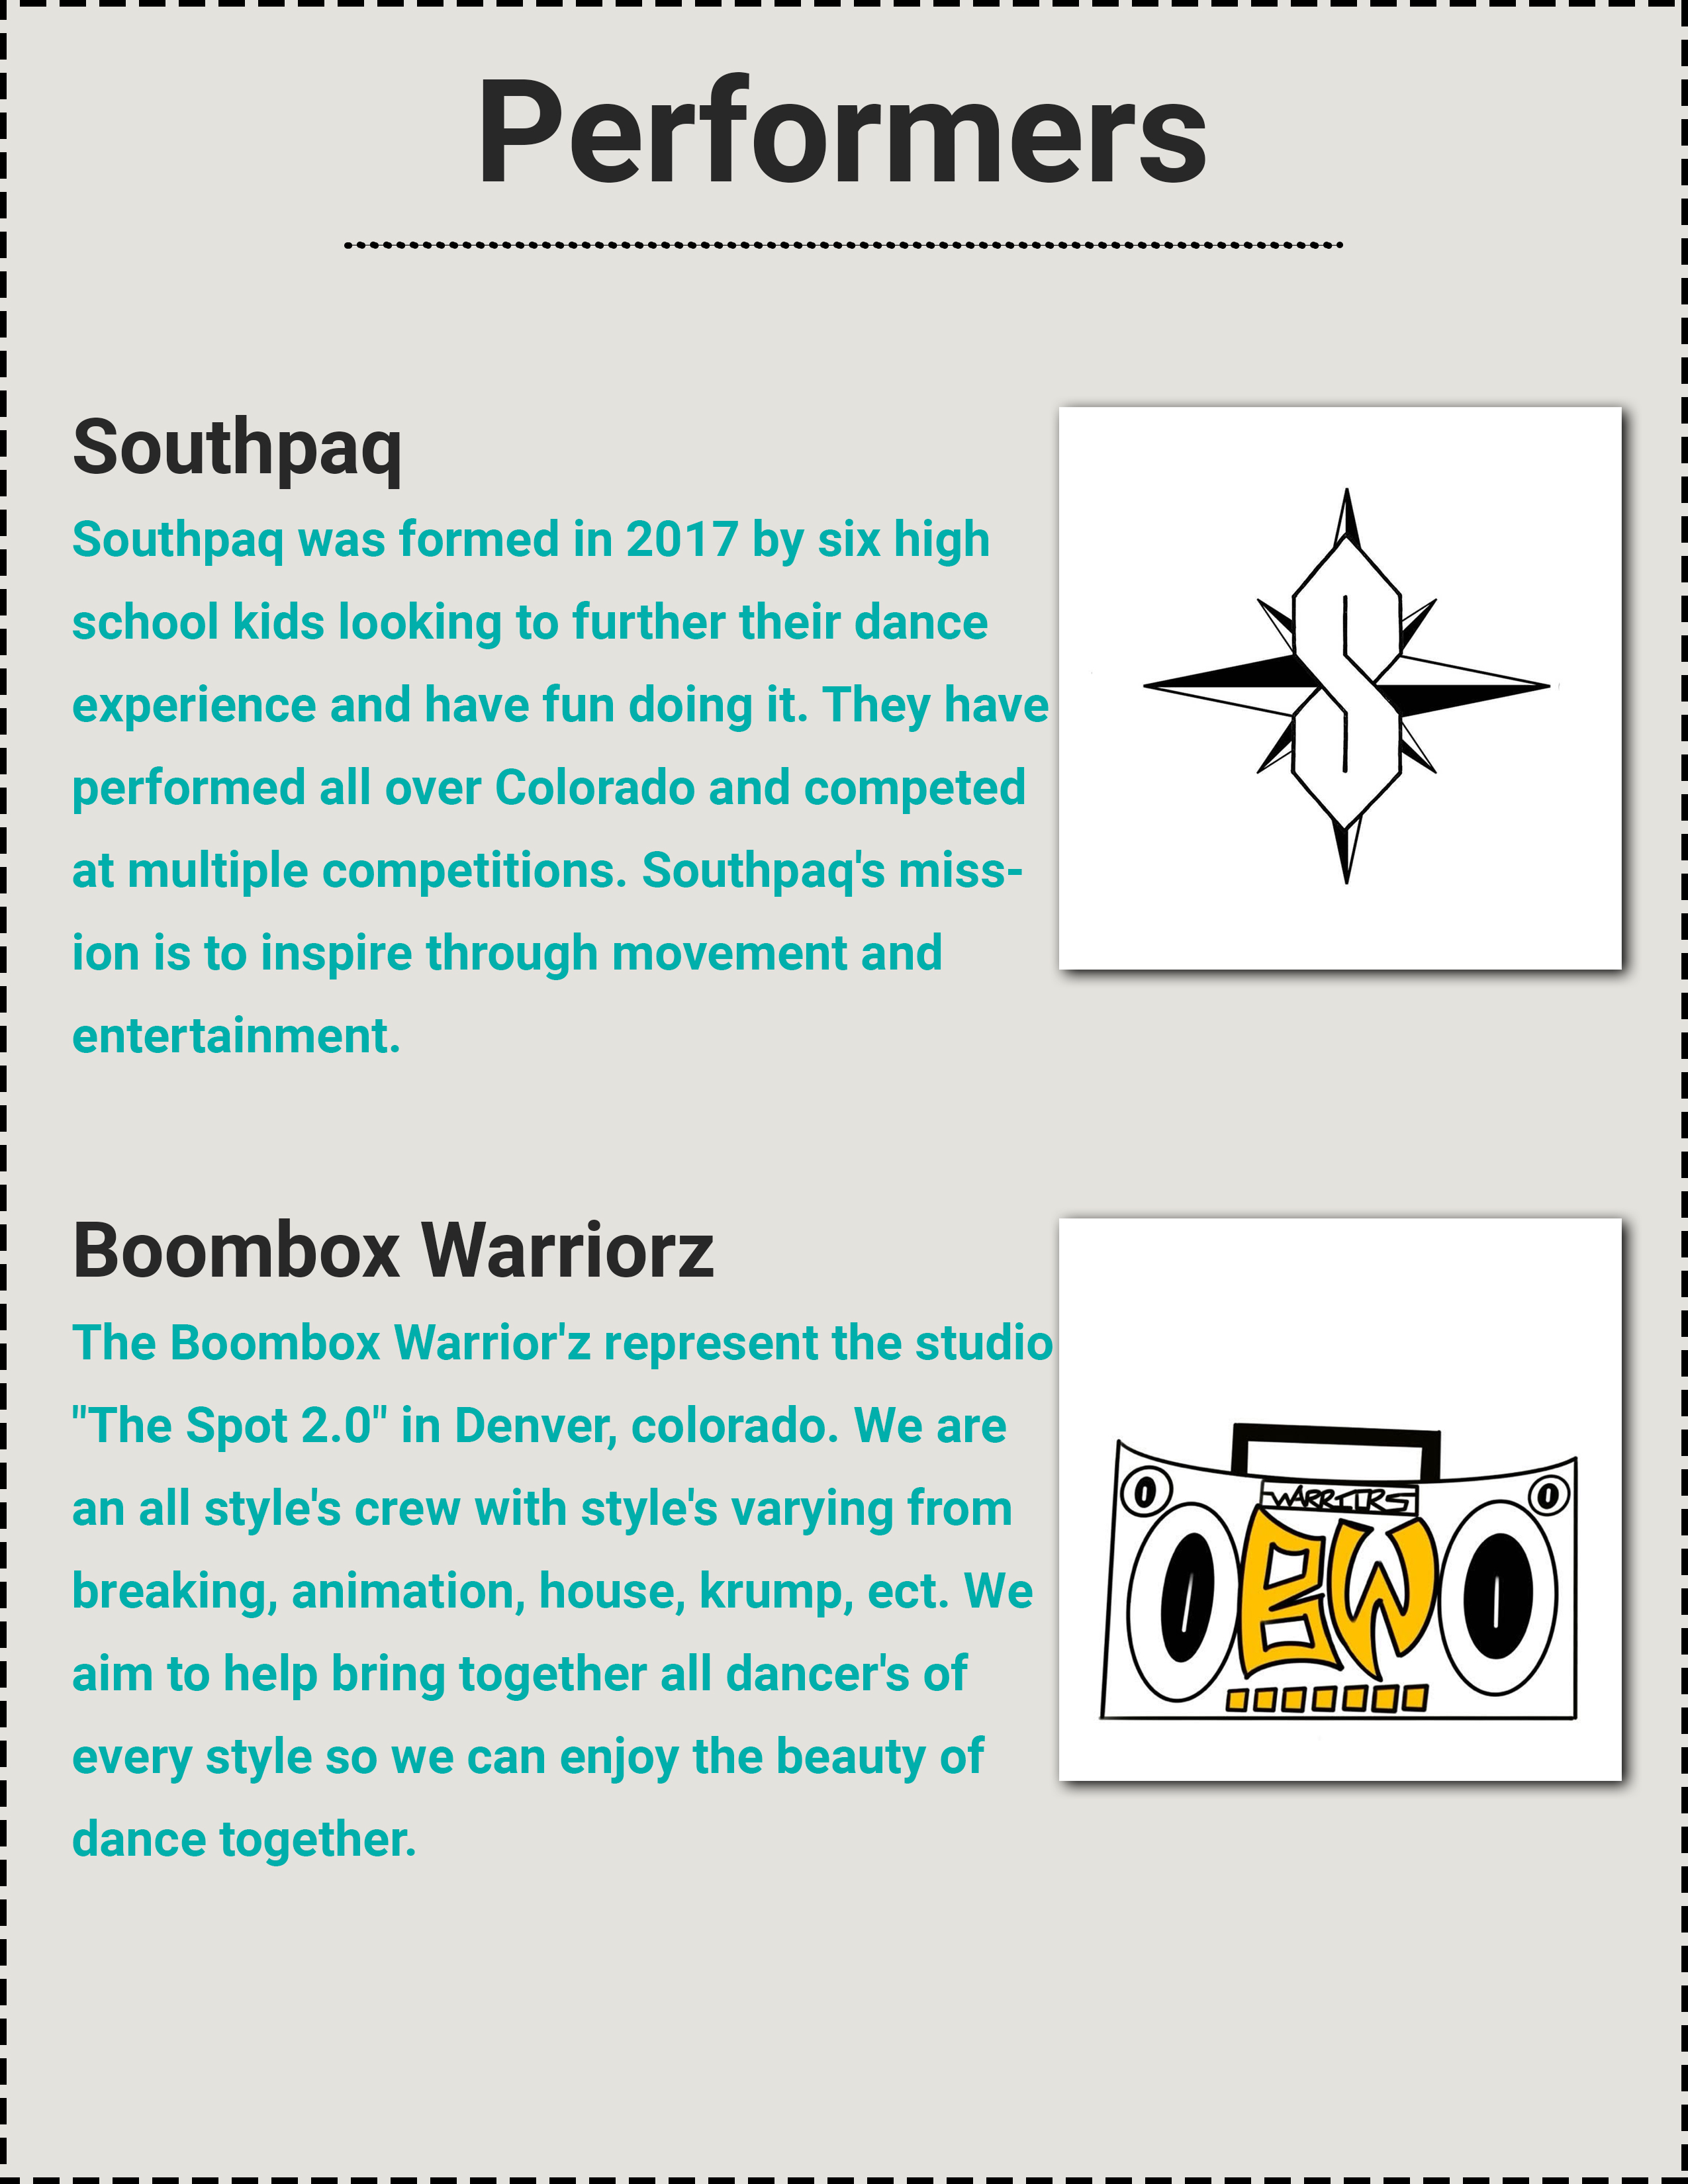 Performers
Southpaq
Southpaq was formed in 2017 by six high
school kids looking to further their dance
experience and have fun doing it. They have
performed all over Colorado and competed
at multiple competitions. Southpaq's miss-
ion is to inspire through movement and
entertainment.
S
Boombox Warriorz
The Boombox Warrior'z represent the studio
"The Spot 2.0" in Denver, colorado. We are
an all style's crew with style's varying from
breaking, animation, house, krump, ect. We
aim to help bring together all dancer's of
every style so we can enjoy the beauty of
dance together.
WARRIORS
BW